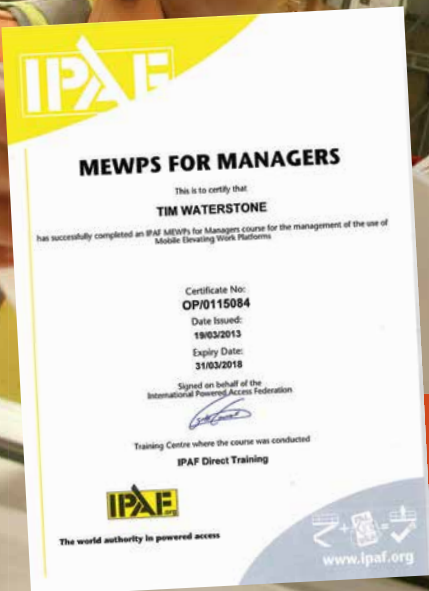 IPAF
MEWPS FOR MANAGERS
This is to certify that
TIM WATERSTONE
has successfully completed an IPAF MEWPs for Managers course for the management of the use of
Mobile Elevating Work Platforms
Certificate No:
OP/0115084
Date Issued:
19/03/2013
Expiry Date:
31/03/2018
Signed on behalf of the
International Powered Access Federation
Training Centre where the course was conducted
IPAF Direct Training
IPAF
.org
The world authority in powered access
www.ipaf.org